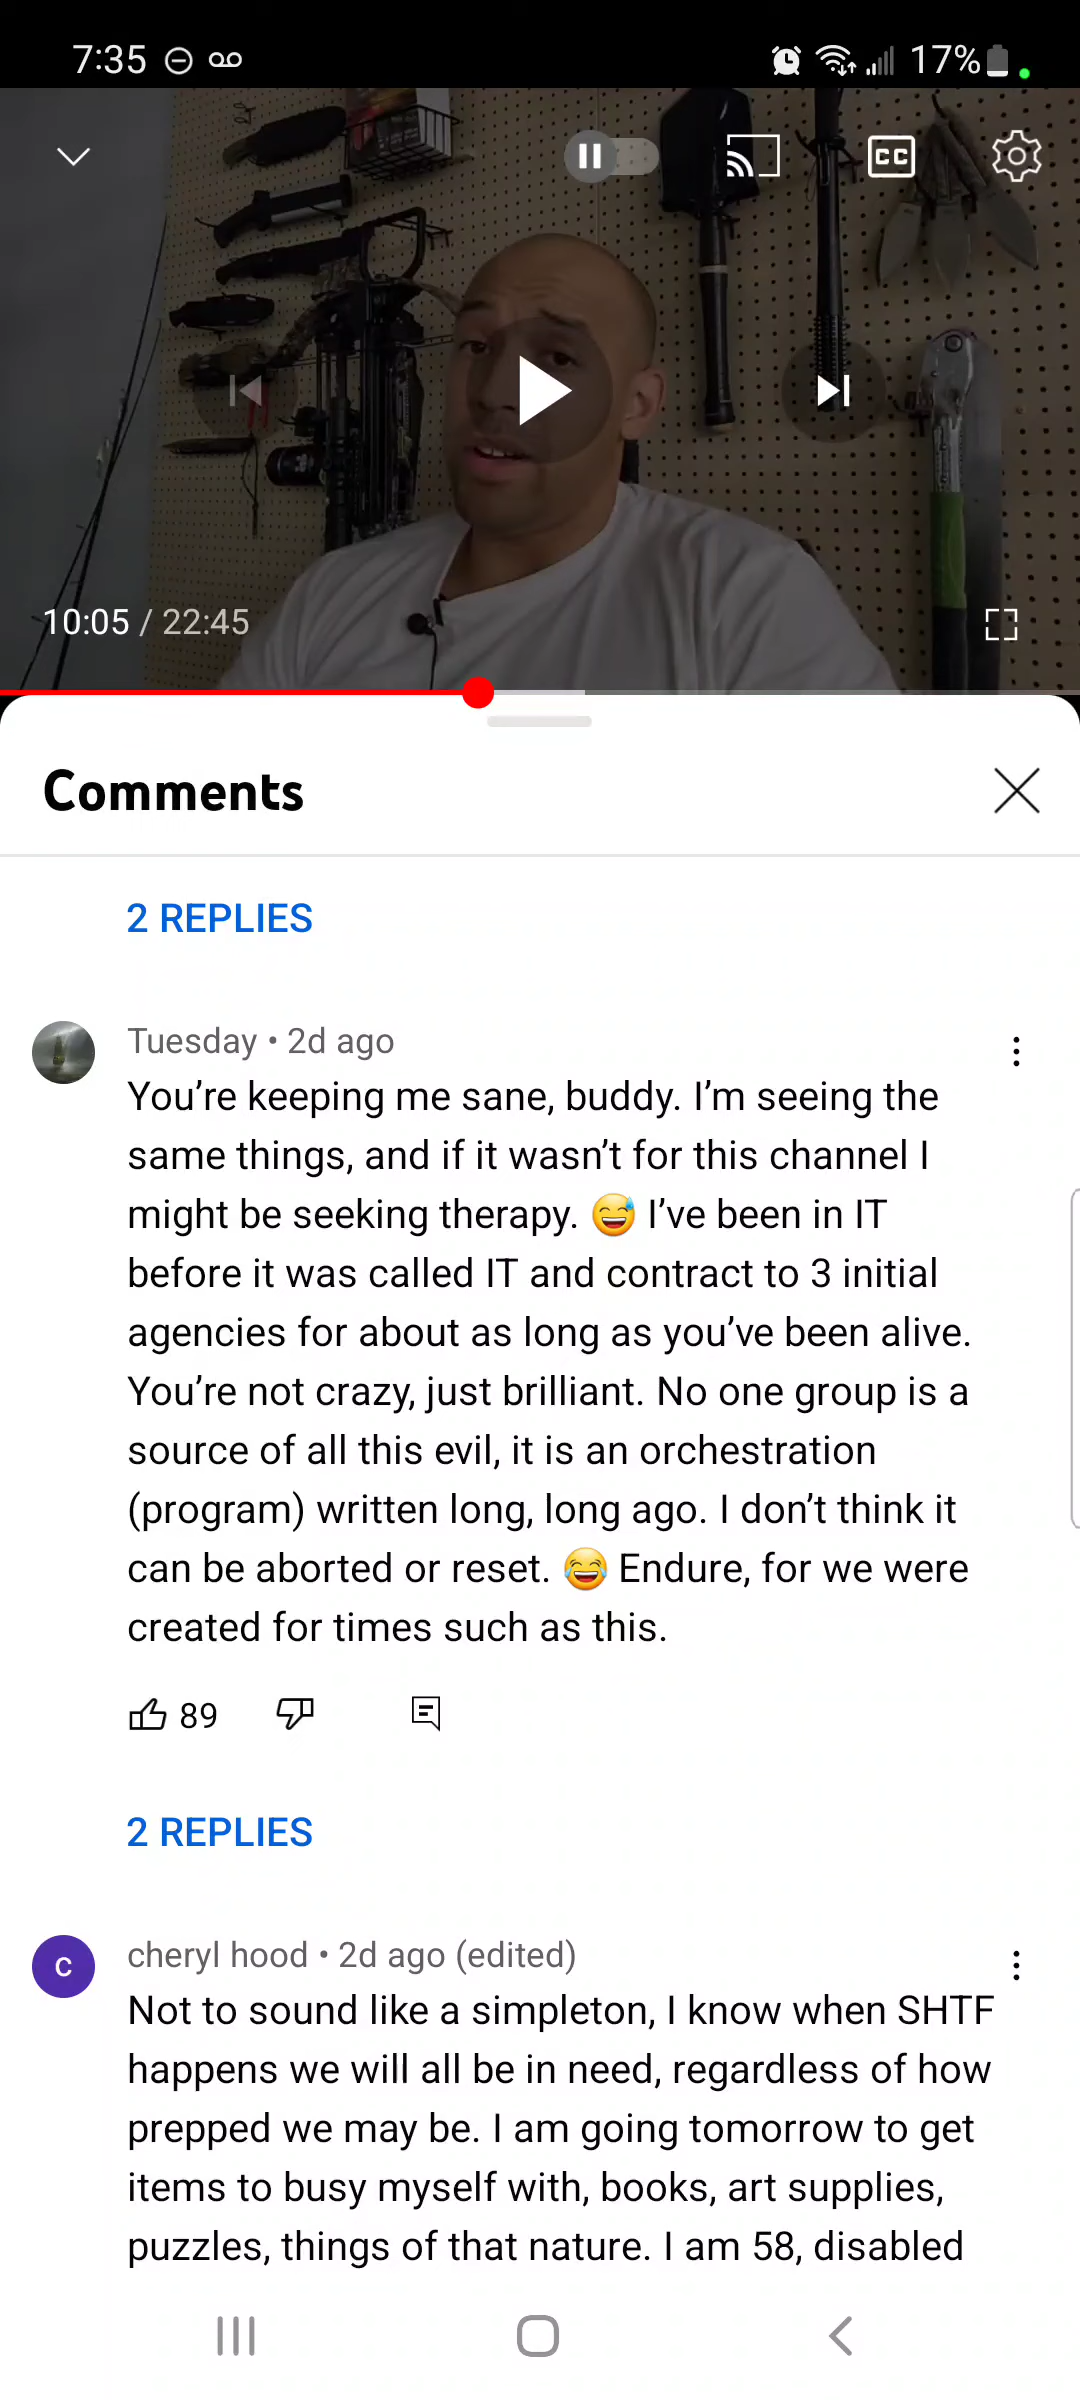 7:35
17%
CC
10:05 / 22:45
Comments
2 REPLIES
Tuesday • 2d ago
You’re keeping me sane, buddy. I’m seeing the
same things, and if it wasn’t for this channel I
might be seeking therapy. 😅 I’ve been in IT
before it was called IT and contract to 3 initial
agencies for about as long as you’ve been alive.
You’re not crazy, just brilliant. No one group is a
source of all this evil, it is an orchestration
(program) written long, long ago. I don’t think it
can be aborted or reset. 😂 Endure, for we were
created for times such as this.
89
2 REPLIES
C
cheryl hood • 2d ago (edited)
Not to sound like a simpleton, I know when SHTF
happens we will all be in need, regardless of how
prepped we may be. I am going tomorrow to get
items to busy myself with, books, art supplies,
puzzles, things of that nature. I am 58, disabled